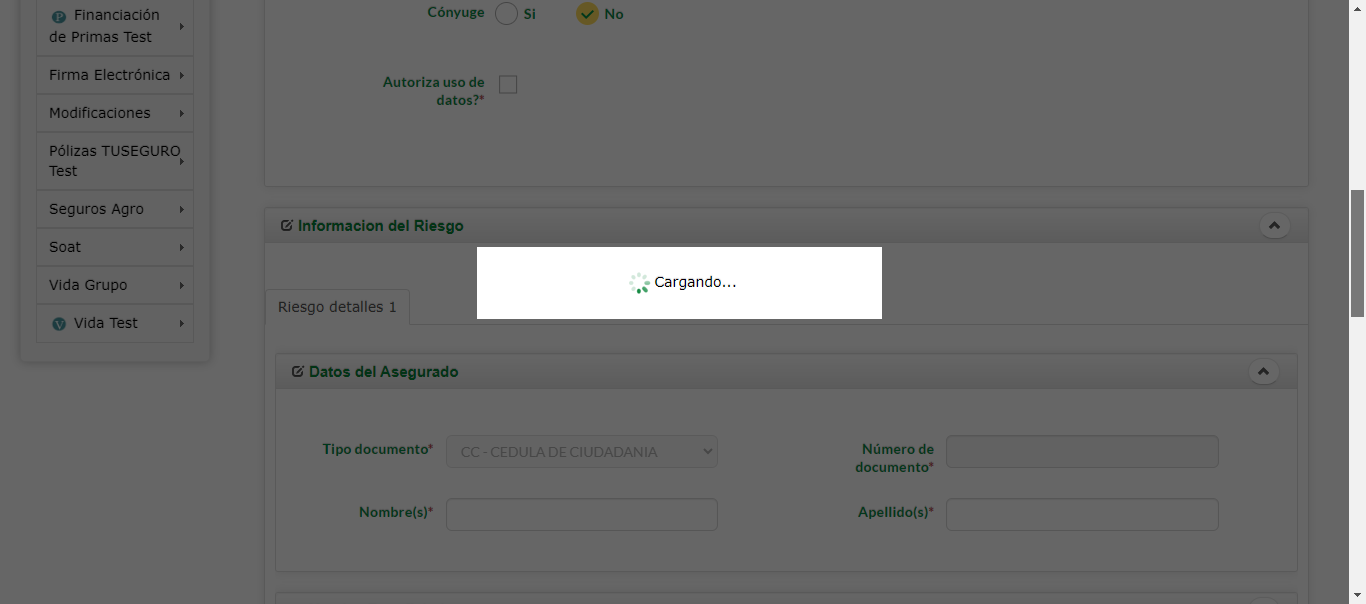 Financiación
de Primas Test
Firma Electrónica
Modificaciones
Pólizas TUSEGURO
Test
Seguros Agro
Soat
Vida Grupo
Vida Test
Cónyuge Si No
Autoriza uso de
datos?*
Informacion del Riesgo
Cargando...
Riesgo detalles 1
Datos del Asegurado
Tipo documento* CC - CEDULA DE CIUDADANIA
Número de
documento*
Nombre(s)*
Apellido(s)*